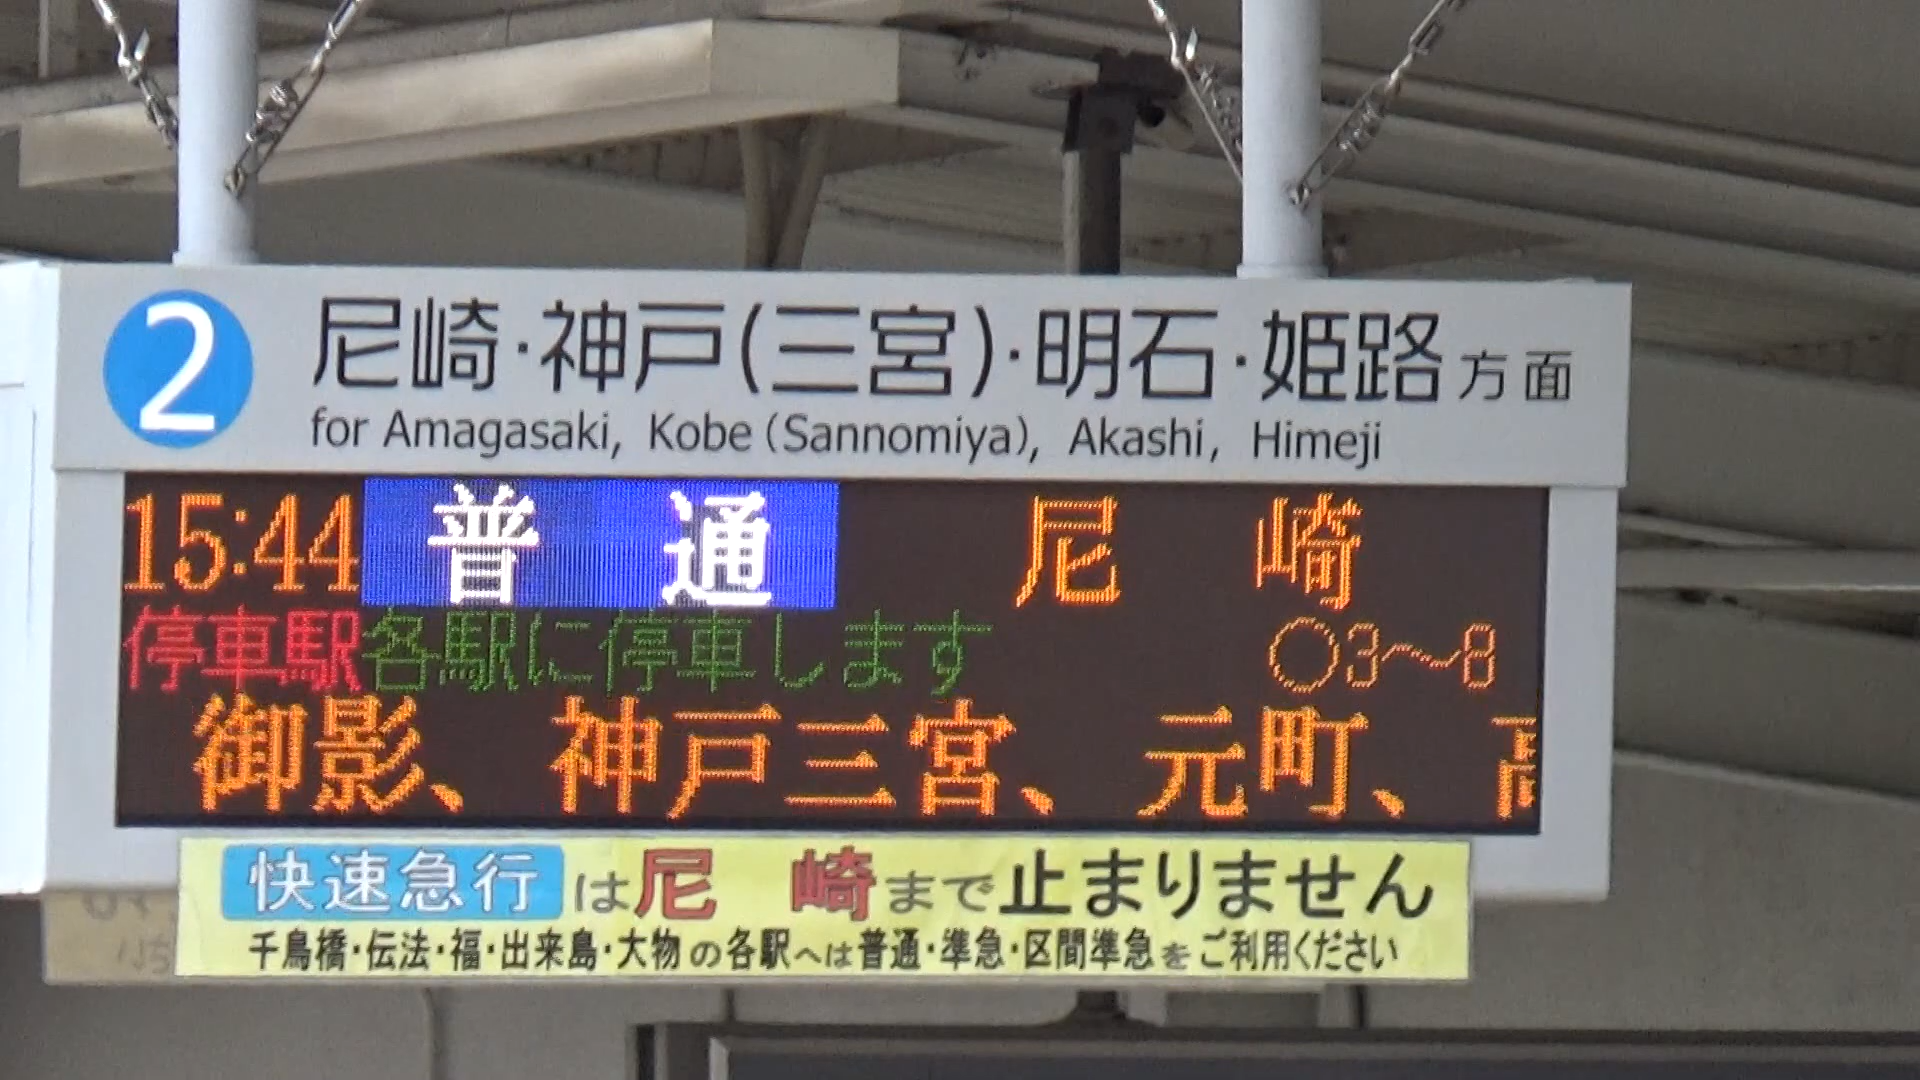 2 尼崎・神戸(三宮)・明石・姫路方面
for Amagasaki, Kobe (Sannomiya), Akashi, Himeji
15:44 普通 尼崎
停車駅 各駅に停車します ○3～8
御影、神戸三宮、元町、
快速急行は尼崎まで止まりません
千鳥橋・伝法・福・出来島・大物の各駅へは普通・準急・区間準急をご利用ください